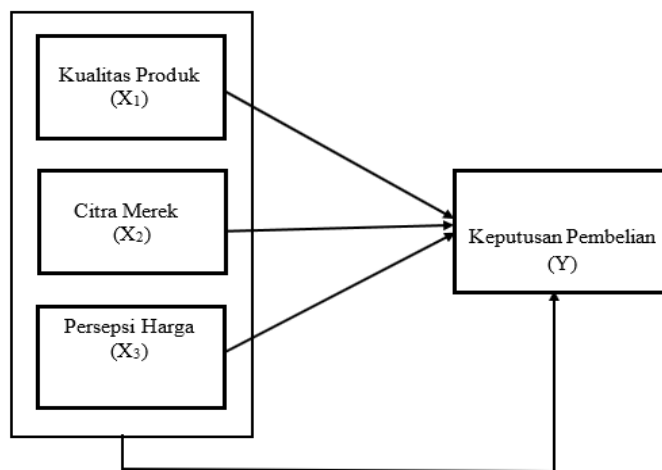 Kualitas Produk
(X₁)
Citra Merek
(X₂)
Persepsi Harga
(X₃)
Keputusan Pembelian
(Y)